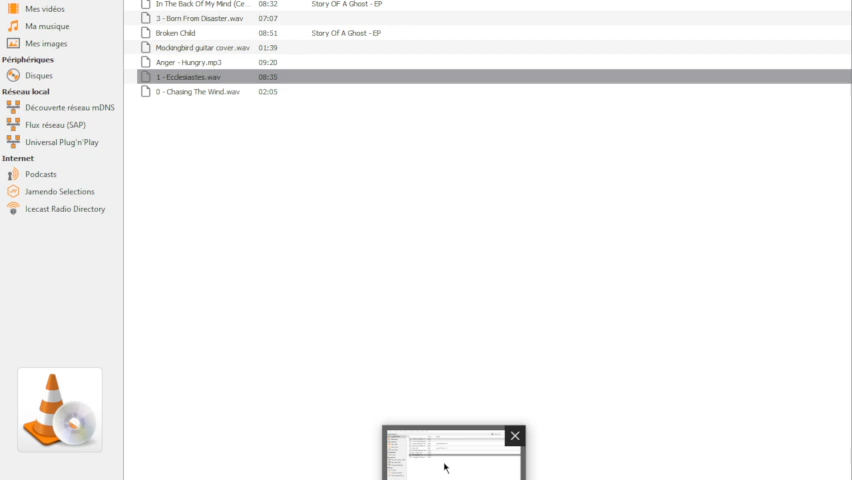 Mes vidéos
Ma musique
Mes images
Périphériques
Disques
Réseau local
Découverte réseau mDNS
Flux réseau (SAP)
Universal Plug'n'Play
Internet
Podcasts
Jamendo Selections
Icecast Radio Directory
In The Back Of My Mind (Ce... 08:32 Story OF A Ghost - EP
3 - Born From Disaster.wav 07:07
Broken Child 08:51 Story Of A Ghost - EP
Mockingbird guitar cover.wav 01:39
Anger - Hungry.mp3 09:20
1 - Ecclesiastes.wav 08:35
0 - Chasing The Wind.wav 02:05